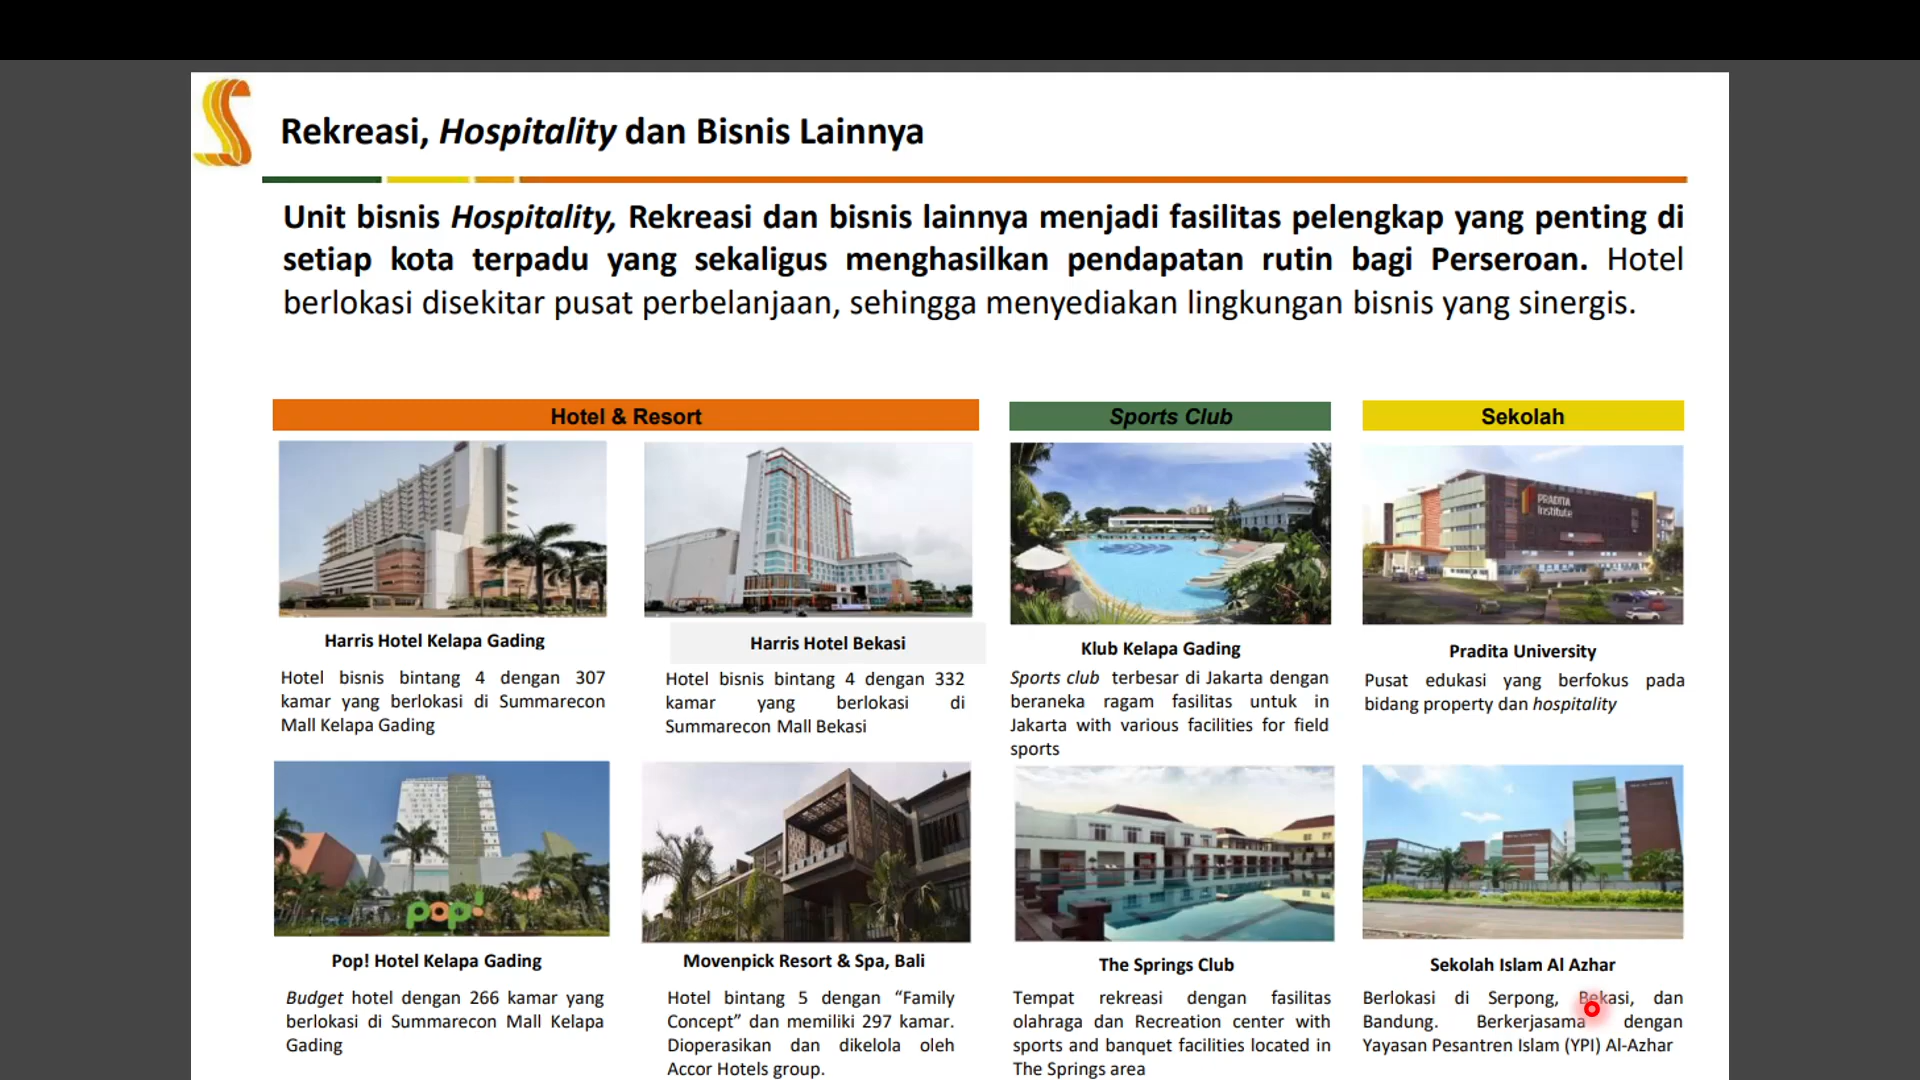 Rekreasi, Hospitality dan Bisnis Lainnya
Unit bisnis Hospitality, Rekreasi dan bisnis lainnya menjadi fasilitas pelengkap yang penting di
setiap kota terpadu yang sekaligus menghasilkan pendapatan rutin bagi Perseroan. Hotel
berlokasi disekitar pusat perbelanjaan, sehingga menyediakan lingkungan bisnis yang sinergis.
Hotel & Resort
Harris Hotel Kelapa Gading
Hotel bisnis bintang 4 dengan 307
kamar yang berlokasi di Summarecon
Mall Kelapa Gading
Harris Hotel Bekasi
Hotel bisnis bintang 4 dengan 332
kamar yang berlokasi di
Summarecon Mall Bekasi
pop!
Pop! Hotel Kelapa Gading
Budget hotel dengan 266 kamar yang
berlokasi di Summarecon Mall Kelapa
Gading
Movenpick Resort & Spa, Bali
Hotel bintang 5 dengan “Family
Concept” dan memiliki 297 kamar.
Dioperasikan dan dikelola oleh
Accor Hotels group.
Sports Club
Klub Kelapa Gading
Sports club terbesar di Jakarta dengan
beraneka ragam fasilitas untuk in
Jakarta with various facilities for field
sports
The Springs Club
Tempat rekreasi dengan fasilitas
olahraga dan Recreation center with
sports and banquet facilities located in
The Springs area
Sekolah
PRADITA
Institute
Pradita University
Pusat edukasi yang berfokus pada
bidang property dan hospitality
Sekolah Islam Al Azhar
Berlokasi di Serpong, Bekasi, dan
Bandung. Berkerjasama dengan
Yayasan Pesantren Islam (YPI) Al-Azhar